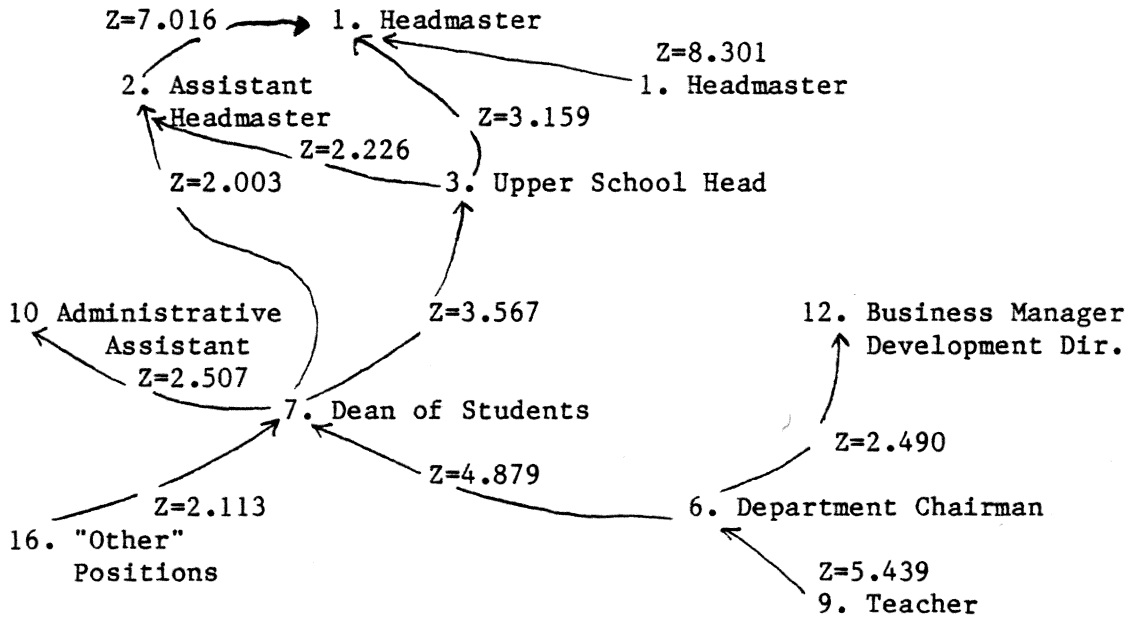 Z=7.016
1. Headmaster
Z=8.301
1. Headmaster
2. Assistant
Headmaster
Z=3.159
Z=2.226
Z=2.003
3. Upper School Head
10 Administrative
Assistant
Z=3.567
12. Business Manager
Development Dir.
Z=2.507
7. Dean of Students
Z=2.490
Z=4.879
Z=2.113
6. Department Chairman
16. "Other"
Positions
Z=5.439
9. Teacher